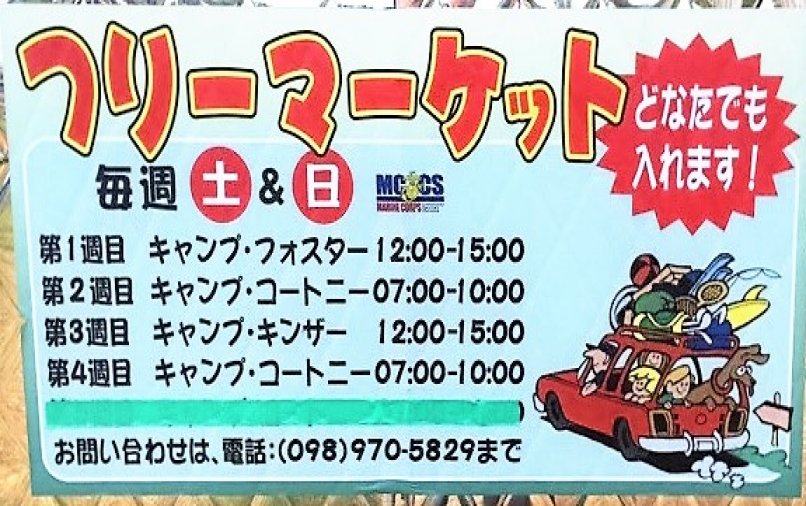 フリーマーケット
どなたでも
入れます!
毎週 土 & 日
MCCS
MARINE CORPS
第1週目 キャンプ・フォスター 12:00-15:00
第2週目 キャンプ・コートニー 07:00-10:00
第3週目 キャンプ・キンザー 12:00-15:00
第4週目 キャンプ・コートニー 07:00-10:00
お問い合わせは、電話:(098)970-5829まで